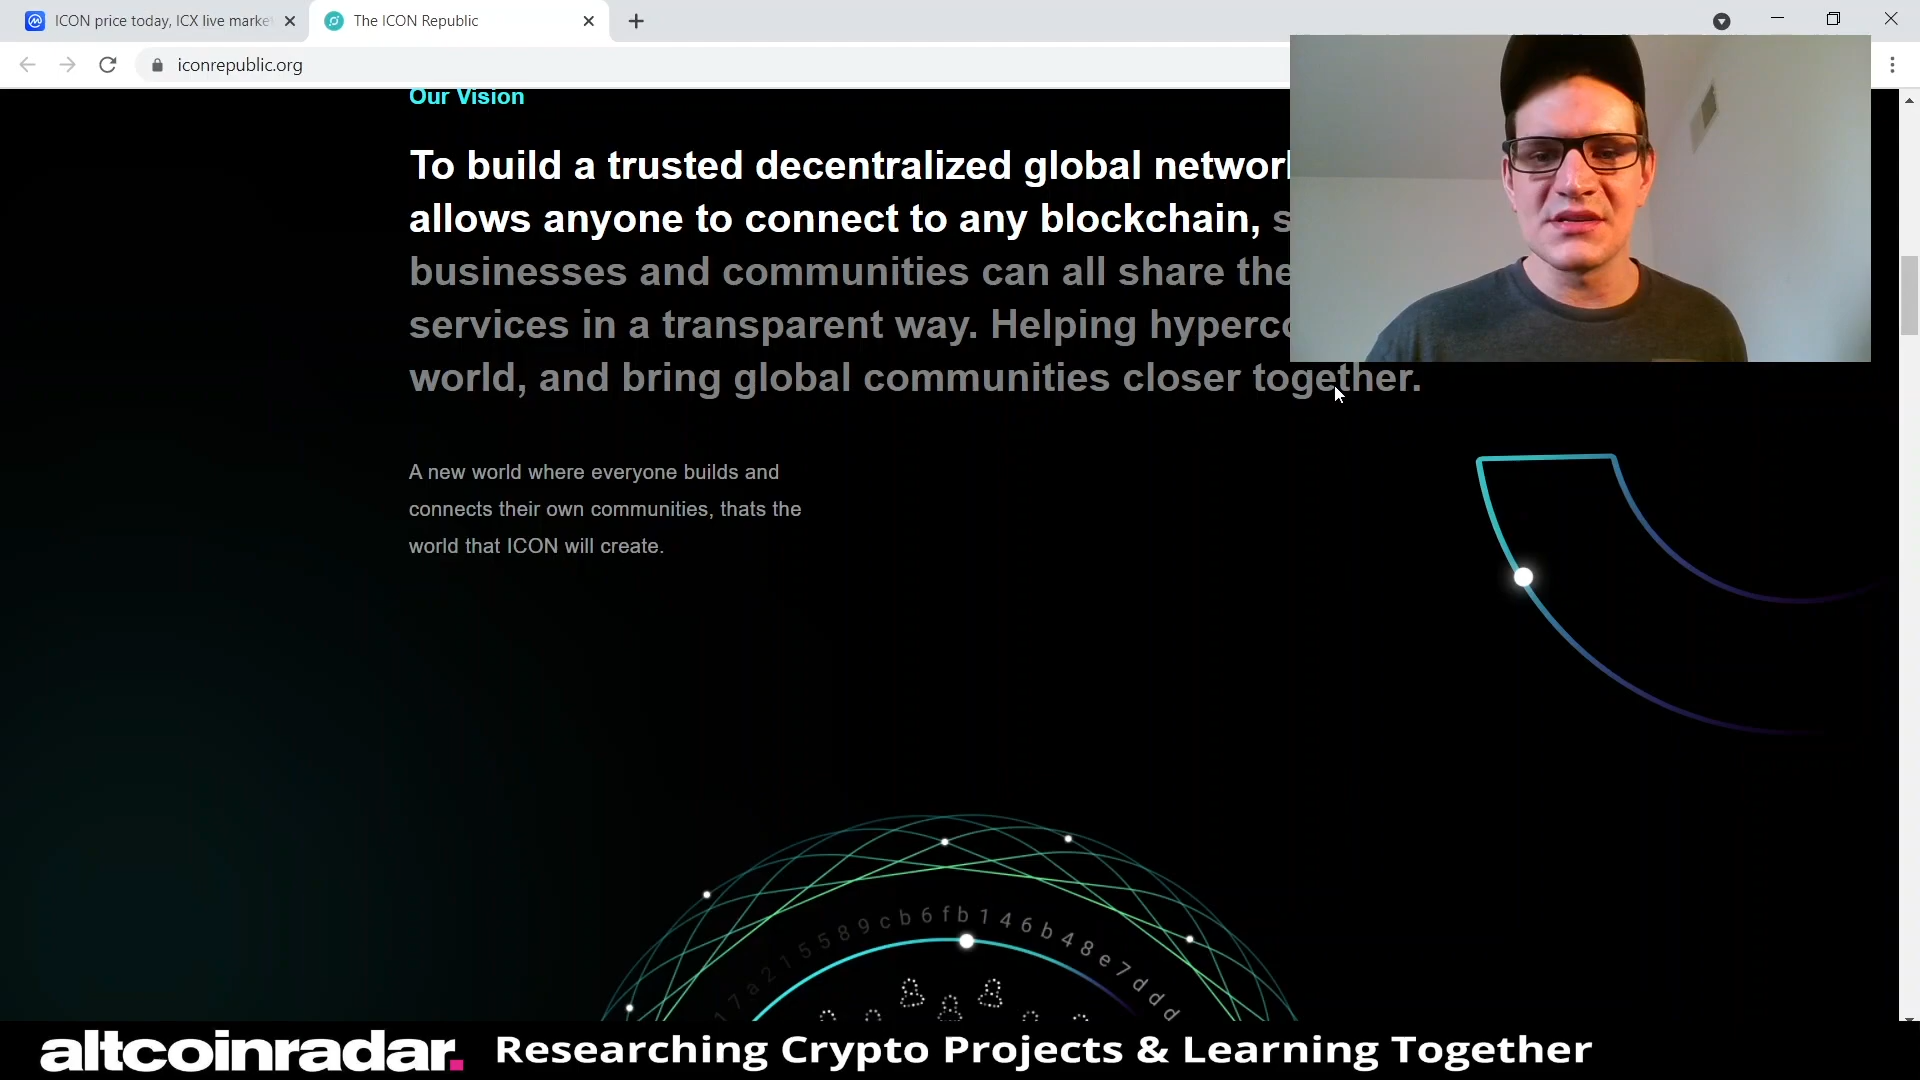 ICON price today, ICX live marke
The ICON Republic
iconrepublic.org
Our Vision
To build a trusted decentralized global
allows anyone to connect to any blockchain,
businesses and communities can all share
services in a transparent way. Helping
world, and bring global communities closer together.
A new world where everyone builds and
connects their own communities, thats the
world that ICON will create.
17a215589cb6fb146b48e7ddd
altcoinradar.
Researching Crypto Projects & Learning Together